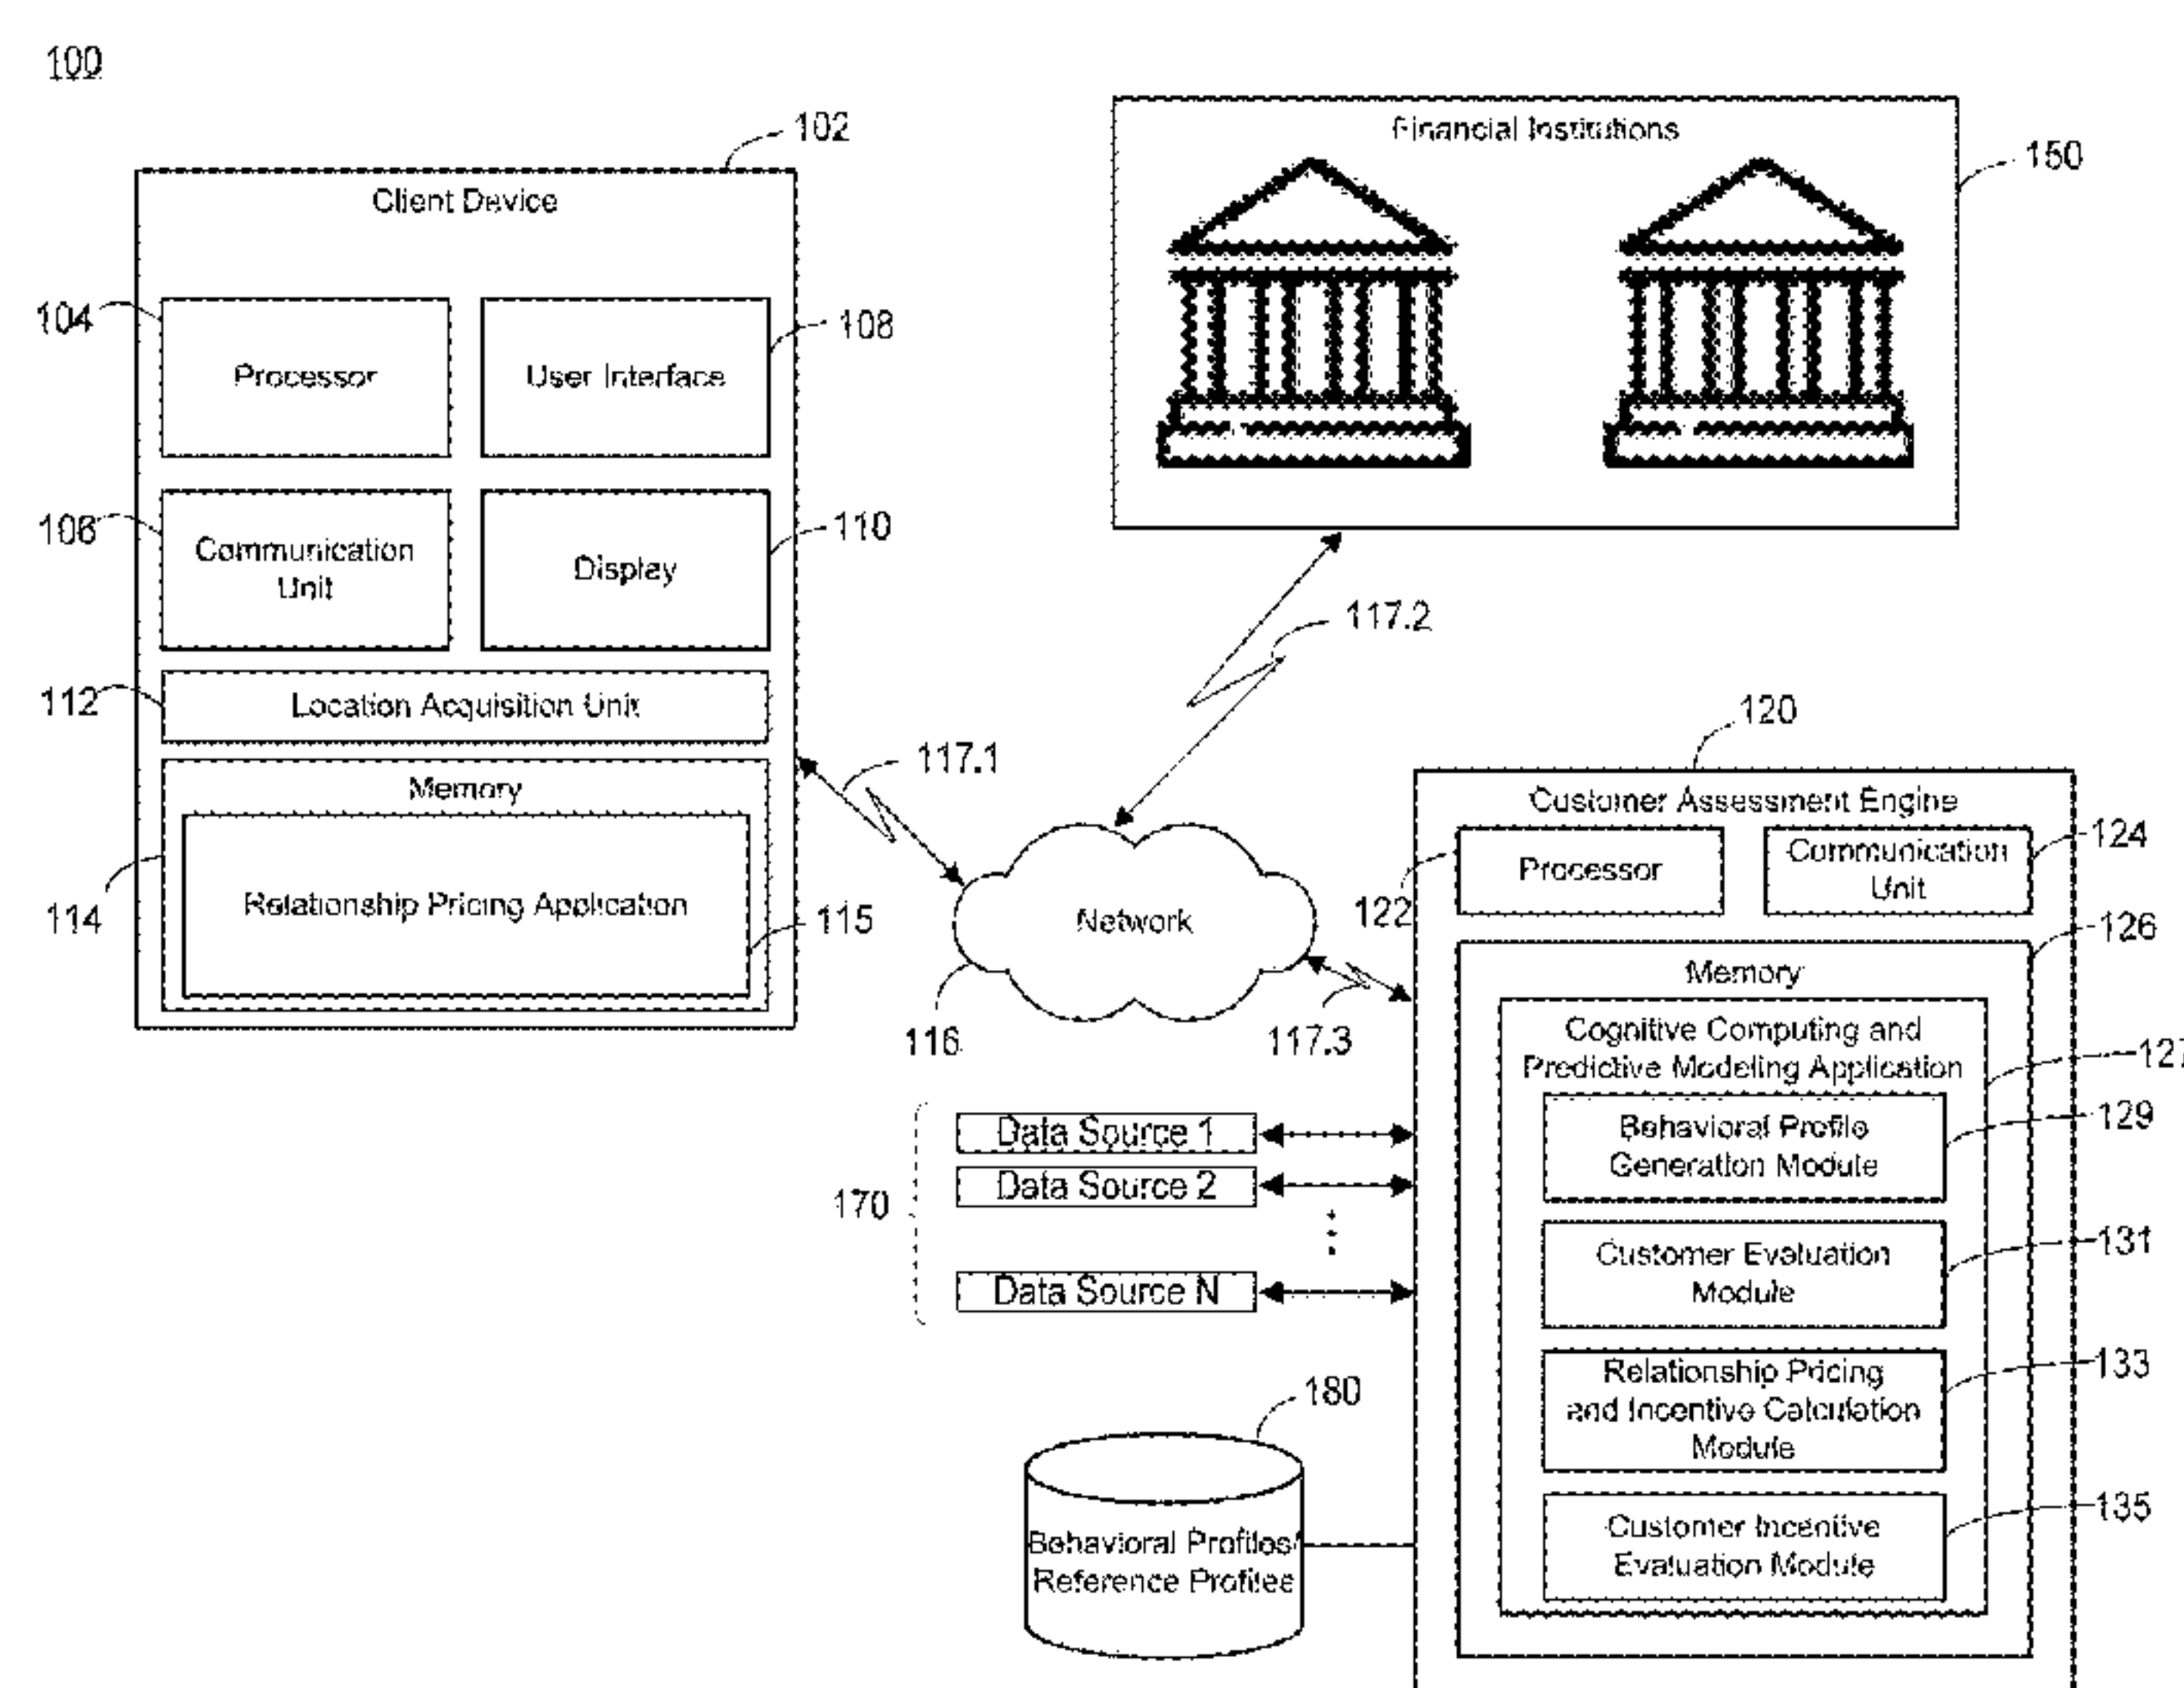 100
102
Client Device
104
Processor
User Interface
108
106
Communication
Unit
Display
110
112
Location Acquisition Unit
Memory
114
Relationship Pricing Application
115
Financial Institutions
150
117.2
117.1
Network
116
117.3
120
Customer Assessment Engine
122
Processor
Communication
Unit
124
126
Memory
Cognitive Computing and
Predictive Modeling Application
127
Behavioral Profile
Generation Module
129
Customer Evaluation
Module
131
Relationship Pricing
and Incentive Calculation
Module
133
Customer Incentive
Evaluation Module
135
170
Data Source 1
Data Source 2
Data Source N
180
Behavioral Profiles/
Reference Profiles